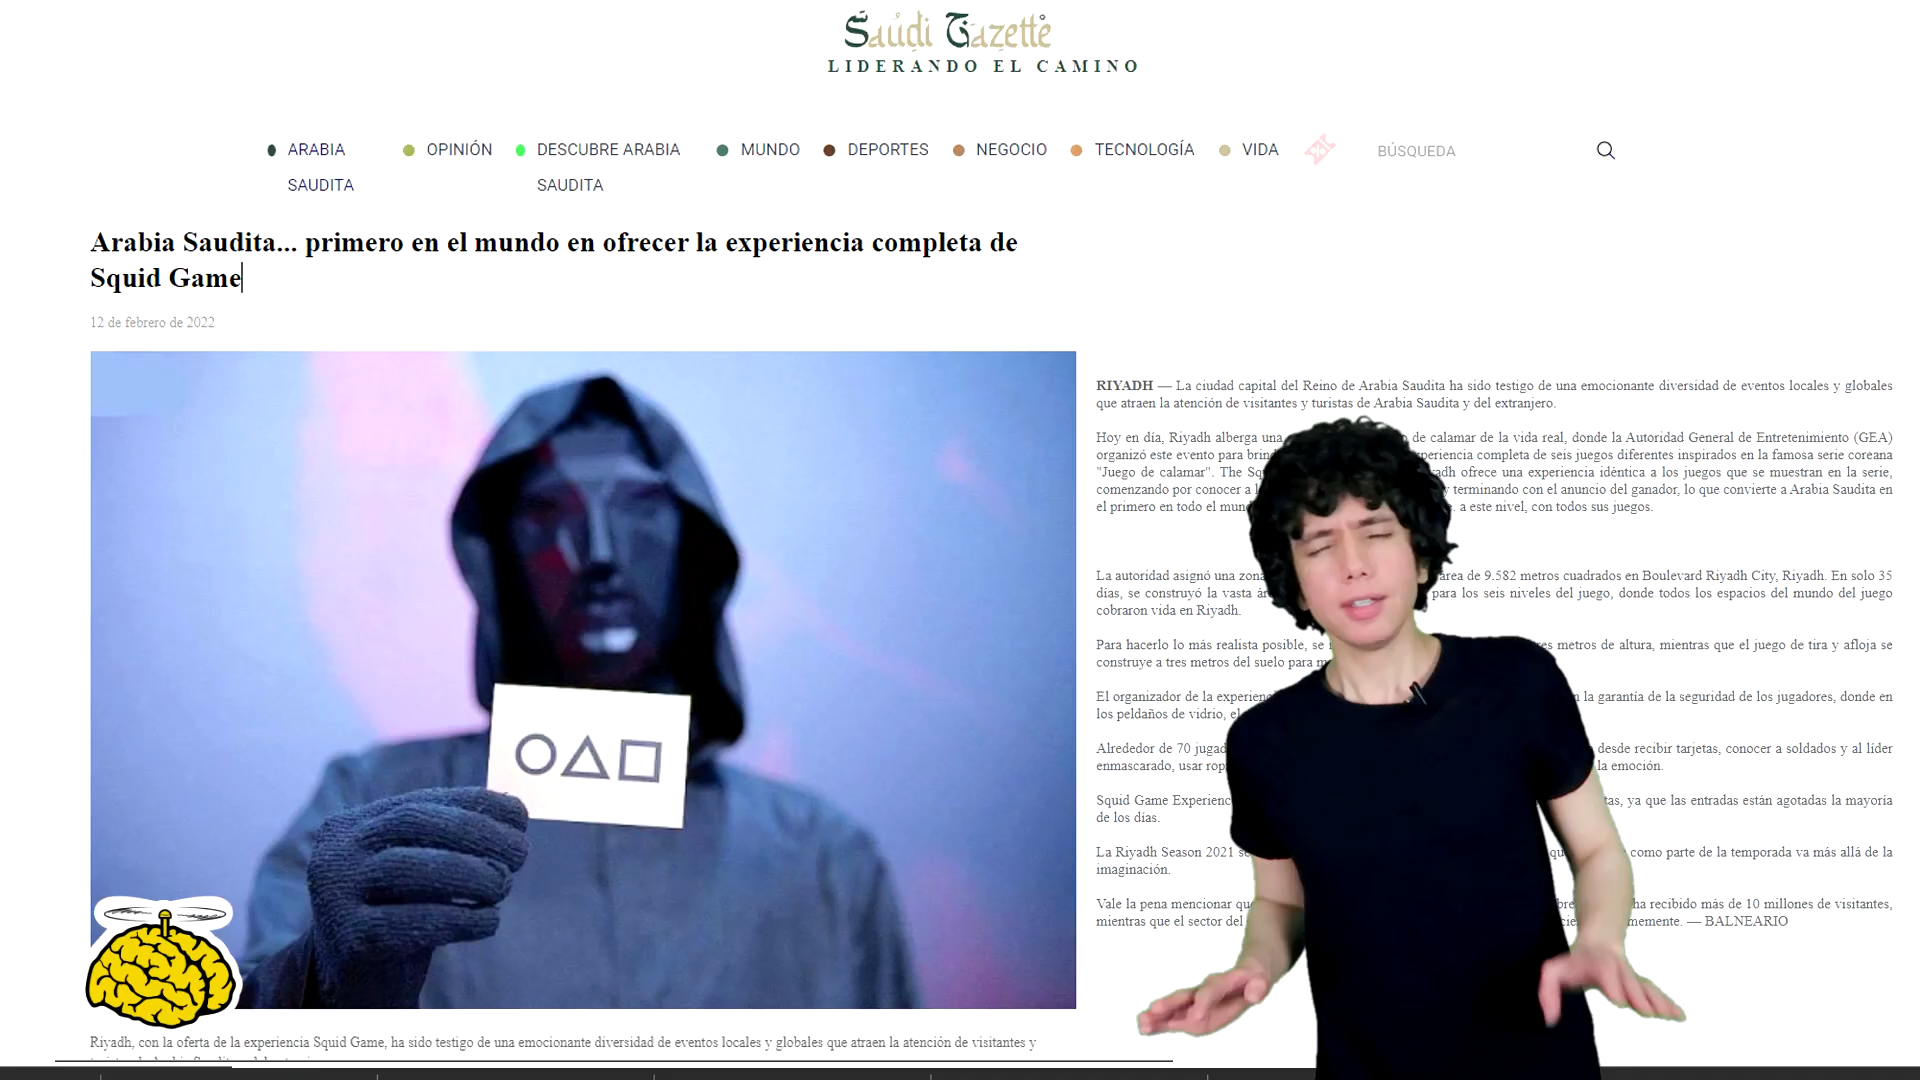 Saudi Gazette
LIDERANDO EL CAMINO
ARABIA SAUDITA
OPINIÓN
DESCUBRE ARABIA SAUDITA
MUNDO
DEPORTES
NEGOCIO
TECNOLOGÍA
VIDA
BÚSQUEDA
Arabia Saudita... primero en el mundo en ofrecer la experiencia completa de
Squid Game
12 de febrero de 2022
RIYADH — La ciudad capital del Reino de Arabia Saudita ha sido testigo de una emocionante diversidad de eventos locales y globales
que atraen la atención de visitantes y turistas de Arabia Saudita y del extranjero.
Hoy en día, Riyadh alberga una de calamar de la vida real, donde la Autoridad General de Entretenimiento (GEA)
organizó este evento para completa de seis juegos diferentes inspirados en la famosa serie coreana
"Juego de calamar". The ofrece una experiencia idéntica a los juegos que se muestran en la serie,
comenzando por conocer a y terminando con el anuncio del ganador, lo que convierte a Arabia Saudita en
el primero en todo el a este nivel, con todos sus juegos.
La autoridad asignó una de 9.582 metros cuadrados en Boulevard Riyadh City, Riyadh. En solo 35
días, se construyó la vasta para los seis niveles del juego, donde todos los espacios del mundo del juego
cobraron vida en Riyadh.
Para hacerlo lo más realista posible, se metros de altura, mientras que el juego de tira y afloja se
construye a tres metros del suelo para
El organizador de la la garantía de la seguridad de los jugadores, donde en
los peldaños de vidrio,
Alrededor de 70 desde recibir tarjetas, conocer a soldados y al líder
enmascarado, usar la emoción.
Squid Game ya que las entradas están agotadas la mayoría
de los días.
La Riyadh Season 2021 como parte de la temporada va más allá de la
imaginación.
Vale la pena mencionar ha recibido más de 10 millones de visitantes,
mientras que el sector del — BALNEARIO
Riyadh, con la oferta de la experiencia Squid Game, ha sido testigo de una emocionante diversidad de eventos locales y globales que atraen la atención de visitantes y